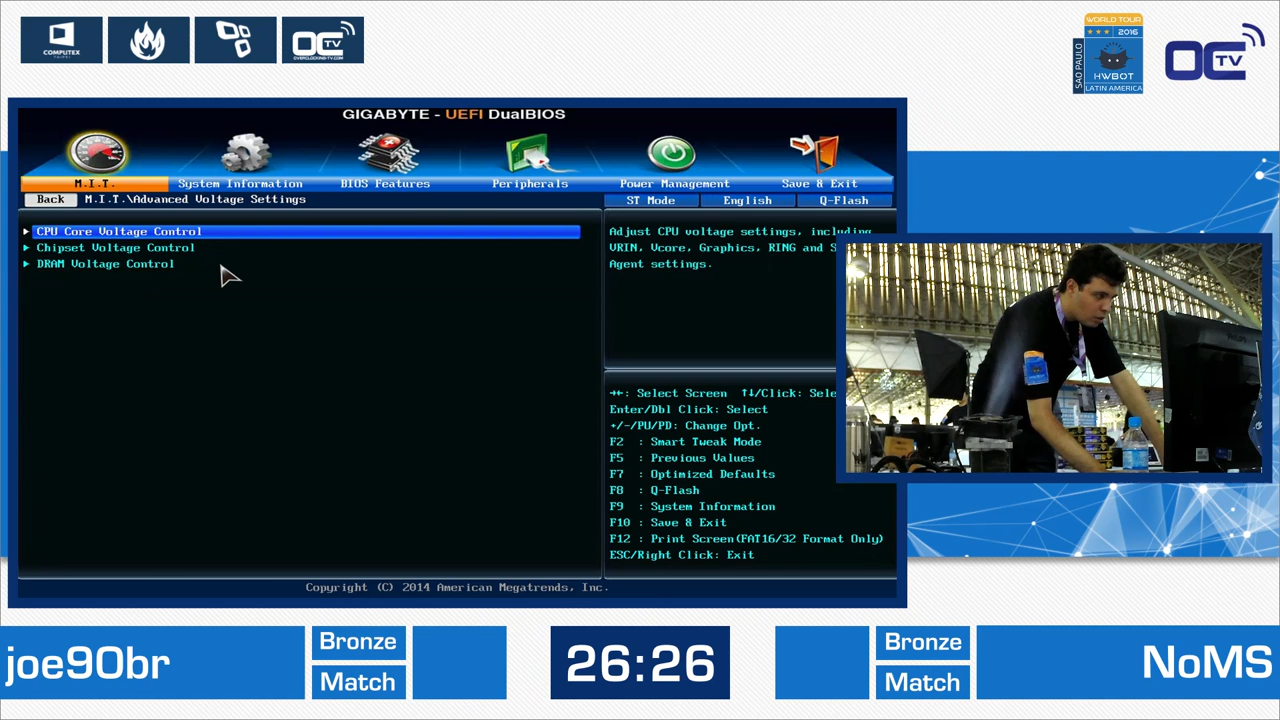 COMPUTEX
TAIPEI
OC
TV
OVERCLOCKING-TV.COM
WORLD TOUR
2016
SAO PAULO
HWBOT
LATIN AMERICA
OC
TV
GIGABYTE - UEFI DualBIOS
M.I.T.
System Information
BIOS Features
Peripherals
Power Management
Save & Exit
Back
M.I.T.\Advanced Voltage Settings
ST Mode
English
Q-Flash
CPU Core Voltage Control
Chipset Voltage Control
DRAM Voltage Control
Adjust CPU voltage settings, including
VRIN, Vcore, Graphics, RING and S
Agent settings.
→←: Select Screen ↑↓/Click: Sele
Enter/Dbl Click: Select
+/-/PU/PD: Change Opt.
F2 : Smart Tweak Mode
F5 : Previous Values
F7 : Optimized Defaults
F8 : Q-Flash
F9 : System Information
F10 : Save & Exit
F12 : Print Screen(FAT16/32 Format Only)
ESC/Right Click: Exit
Copyright (C) 2014 American Megatrends, Inc.
joe90br
Bronze
Match
26:26
Bronze
Match
NoMS